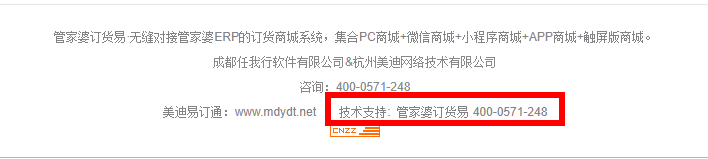 管家婆订货易·无缝对接管家婆ERP的订货商城系统，集合PC商城+微信商城+小程序商城+APP商城+触屏版商城。
成都任我行软件有限公司&杭州美迪网络技术有限公司
咨询：400-0571-248
美迪易订通：www.mdydt.net 技术支持：管家婆订货易 400-0571-248
CNZZ